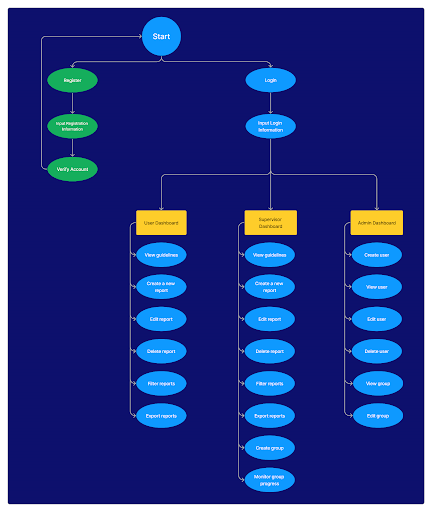 Start
Register
Login
Input Registration
Information
Input Login
Information
Verify Account
User Dashboard
Supervisor
Dashboard
Admin Dashboard
View guidelines
View guidelines
Create user
Create a new
report
Create a new
report
View user
Edit report
Edit report
Edit user
Delete report
Delete report
Delete user
Filter reports
Filter reports
View group
Export reports
Export reports
Edit group
Create group
Monitor group
progress